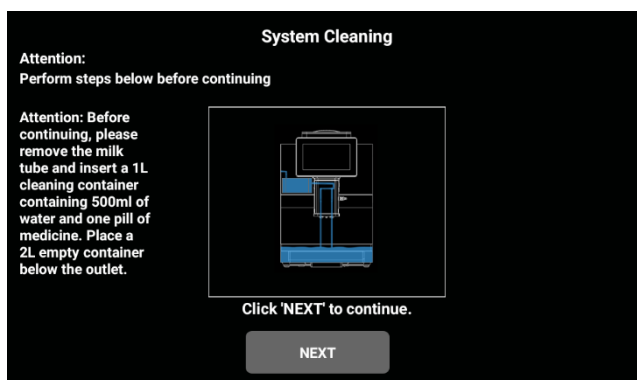 System Cleaning
Attention:
Perform steps below before continuing
Attention: Before
continuing, please
remove the milk
tube and insert a 1L
cleaning container
containing 500ml of
water and one pill of
medicine. Place a
2L empty container
below the outlet.
Click 'NEXT' to continue.
NEXT